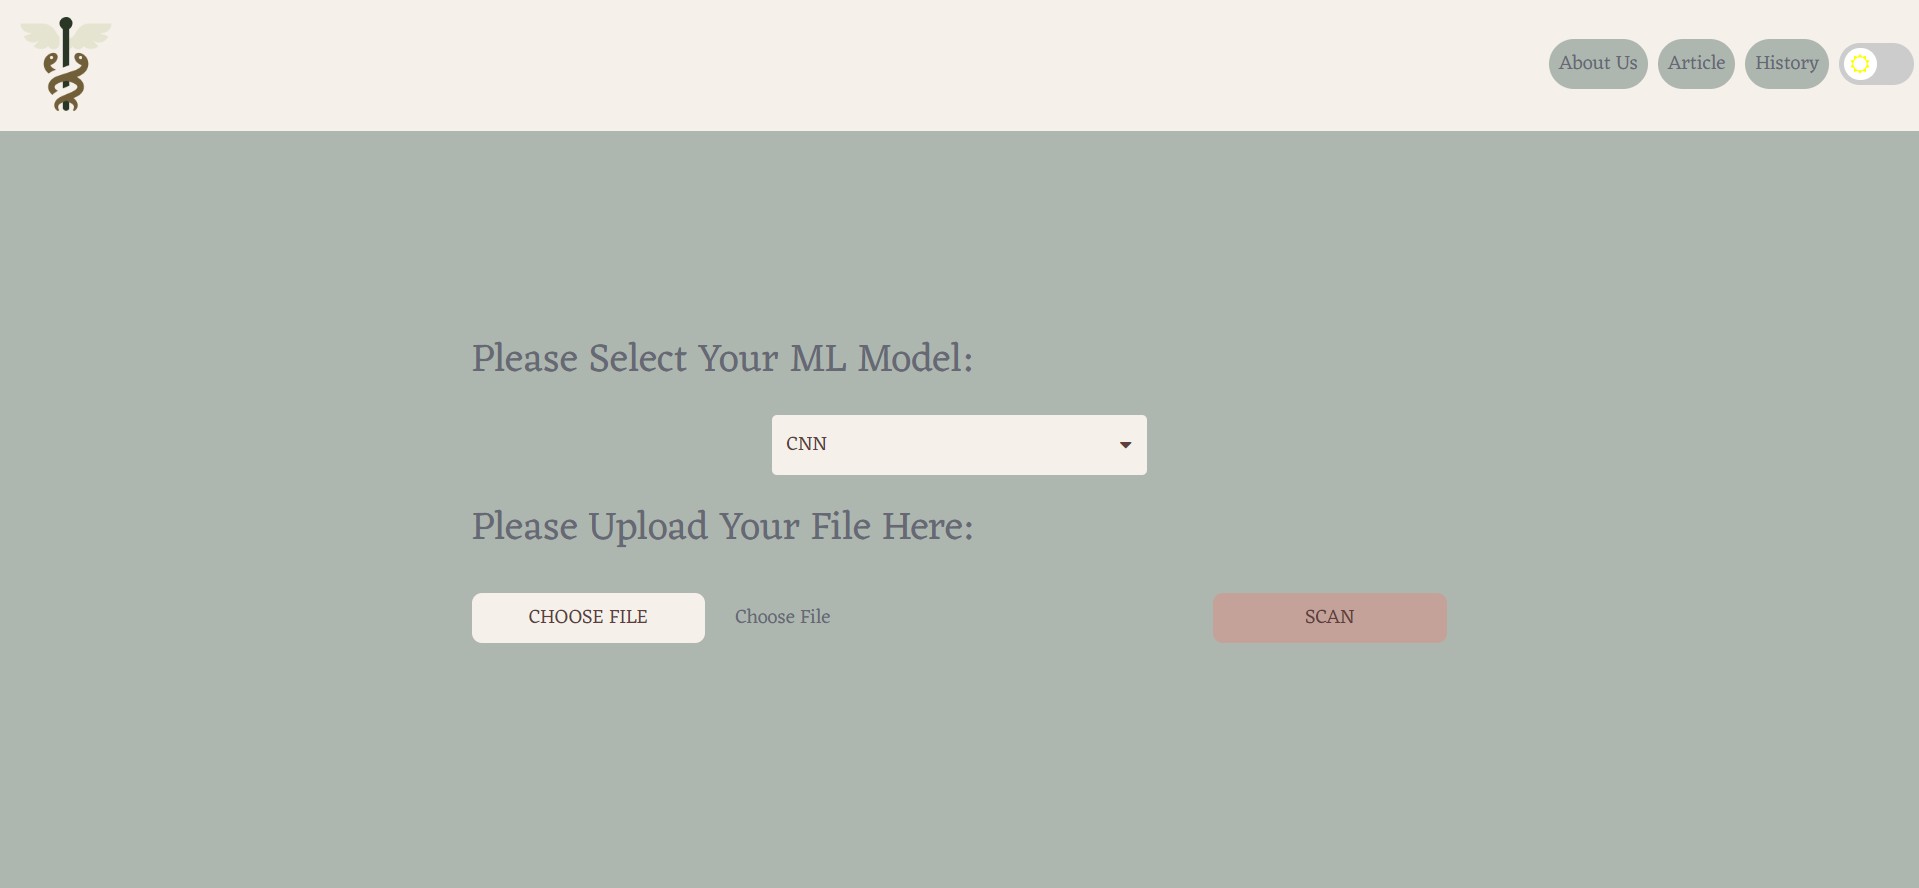 About Us Article History
Please Select Your ML Model:
CNN
Please Upload Your File Here:
CHOOSE FILE Choose File SCAN